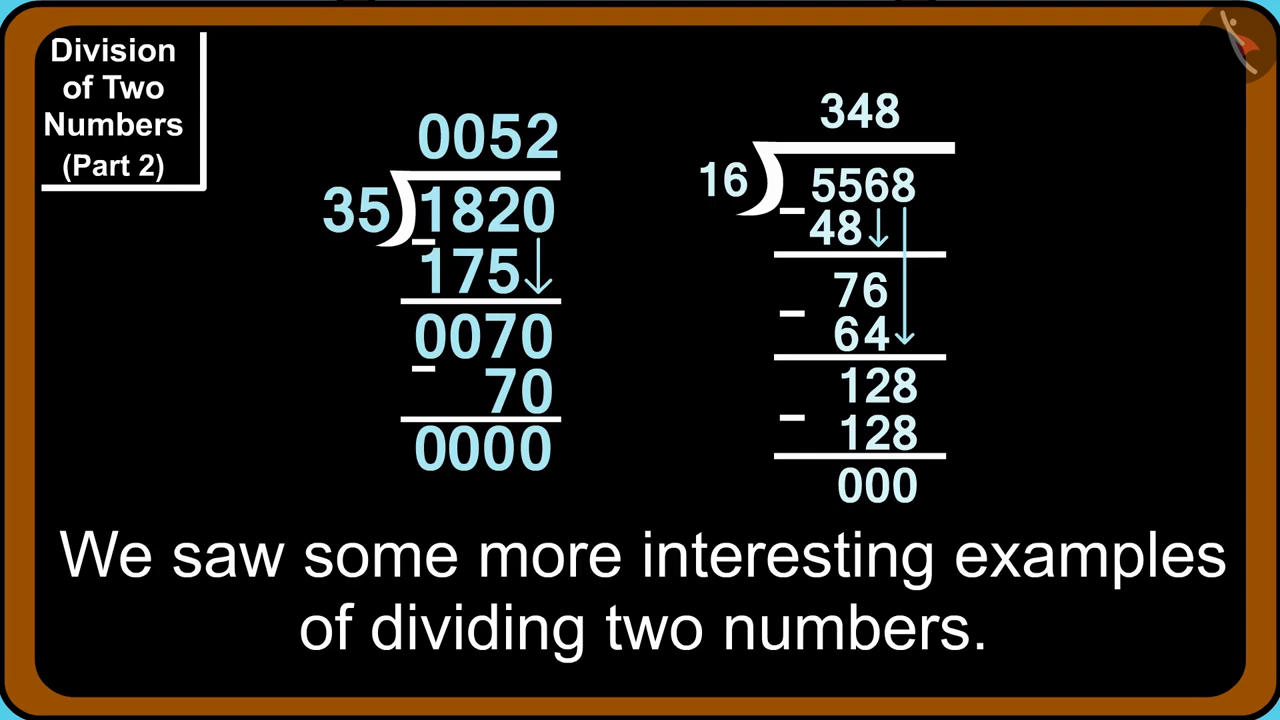 Division
of Two
Numbers
(Part 2)
0052
35 1820
- 175
0070
- 70
0000
348
16 5568
- 48
76
- 64
128
- 128
000
We saw some more interesting examples
of dividing two numbers.